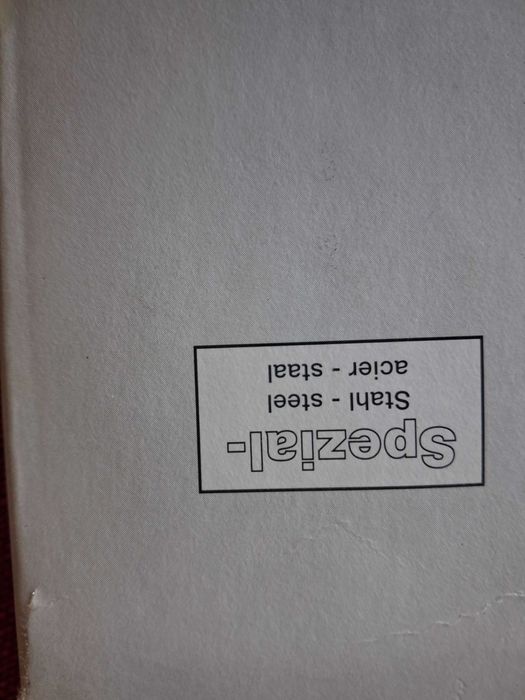 Spezial-
Stahl - steel
acier - staal